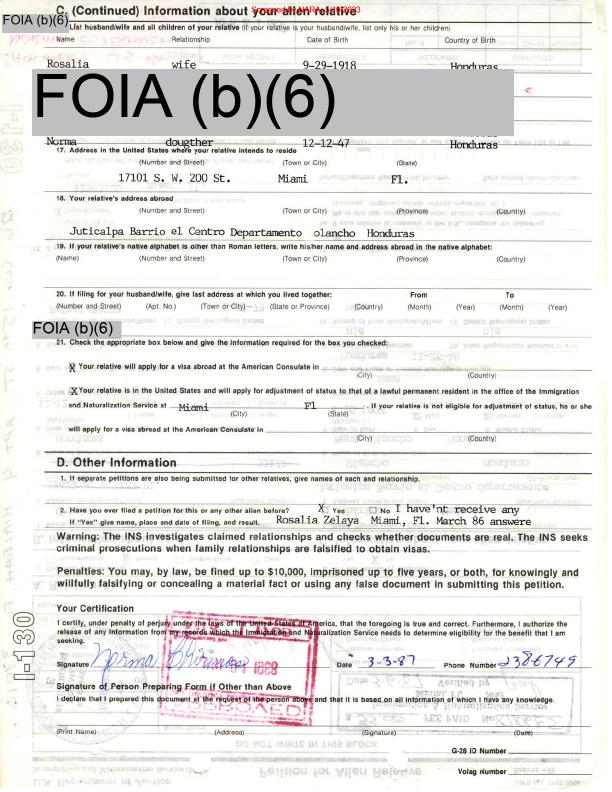 C. (Continued) Information about your alien relative
FOIA (b)(6)
List husband/wife and all children of your relative (if your relative is your husband/wife, list only his or her children)
Name Relationship Date of Birth Country of Birth
Rosalia wife 9-29-1918 Honduras
FOIA (b)(6)
Norma dougther 12-12-47 Honduras
17. Address in the United States where your relative intends to reside
(Number and Street) (Town or City) (State)
17101 S. W. 200 St. Miami Fl.
18. Your relative's address abroad
(Number and Street) (Town or City) (Province) (Country)
Juticalpa Barrio el Centro Departamento olancho Honduras
19. If your relative's native alphabet is other than Roman letters, write his/her name and address abroad in the native alphabet:
(Name) (Number and Street) (Town or City) (Province) (Country)
20. If filing for your husband/wife, give last address at which you lived together: From To
(Number and Street) (Apt. No.) (Town or City) (State or Province) (Country) (Month) (Year) (Month) (Year)
FOIA (b)(6)
21. Check the appropriate box below and give the information required for the box you checked:
X Your relative will apply for a visa abroad at the American Consulate in
(City) (Country)
X Your relative is in the United States and will apply for adjustment of status to that of a lawful permanent resident in the office of the Immigration
and Naturalization Service at Miami Fl . If your relative is not eligible for adjustment of status, he or she
(City) (State)
will apply for a visa abroad at the American Consulate in
(City) (Country)
D. Other Information
1. If separate petitions are also being submitted for other relatives, give names of each and relationship.
2. Have you ever filed a petition for this or any other alien before? X Yes No I have'nt receive any
If "Yes" give name, place and date of filing, and result. Rosalia Zelaya Miami, Fl. March 86 answere
Warning: The INS investigates claimed relationships and checks whether documents are real. The INS seeks
criminal prosecutions when family relationships are falsified to obtain visas.
Penalties: You may, by law, be fined up to $10,000, imprisoned up to five years, or both, for knowingly and
willfully falsifying or concealing a material fact or using any false document in submitting this petition.
Your Certification
I certify, under penalty of perjury under the laws of the United States of America, that the foregoing is true and correct. Furthermore, I authorize the
release of any information from my records which the Immigration and Naturalization Service needs to determine eligibility for the benefit that I am
seeking.
Signature Norma Date 3-3-87 Phone Number 2386749
Signature of Person Preparing Form if Other than Above
I declare that I prepared this document at the request of the person above and that it is based on all information of which I have any knowledge.
(Print Name) (Address) (Signature) (Date)
G-28 ID Number
Volag Number
I-130